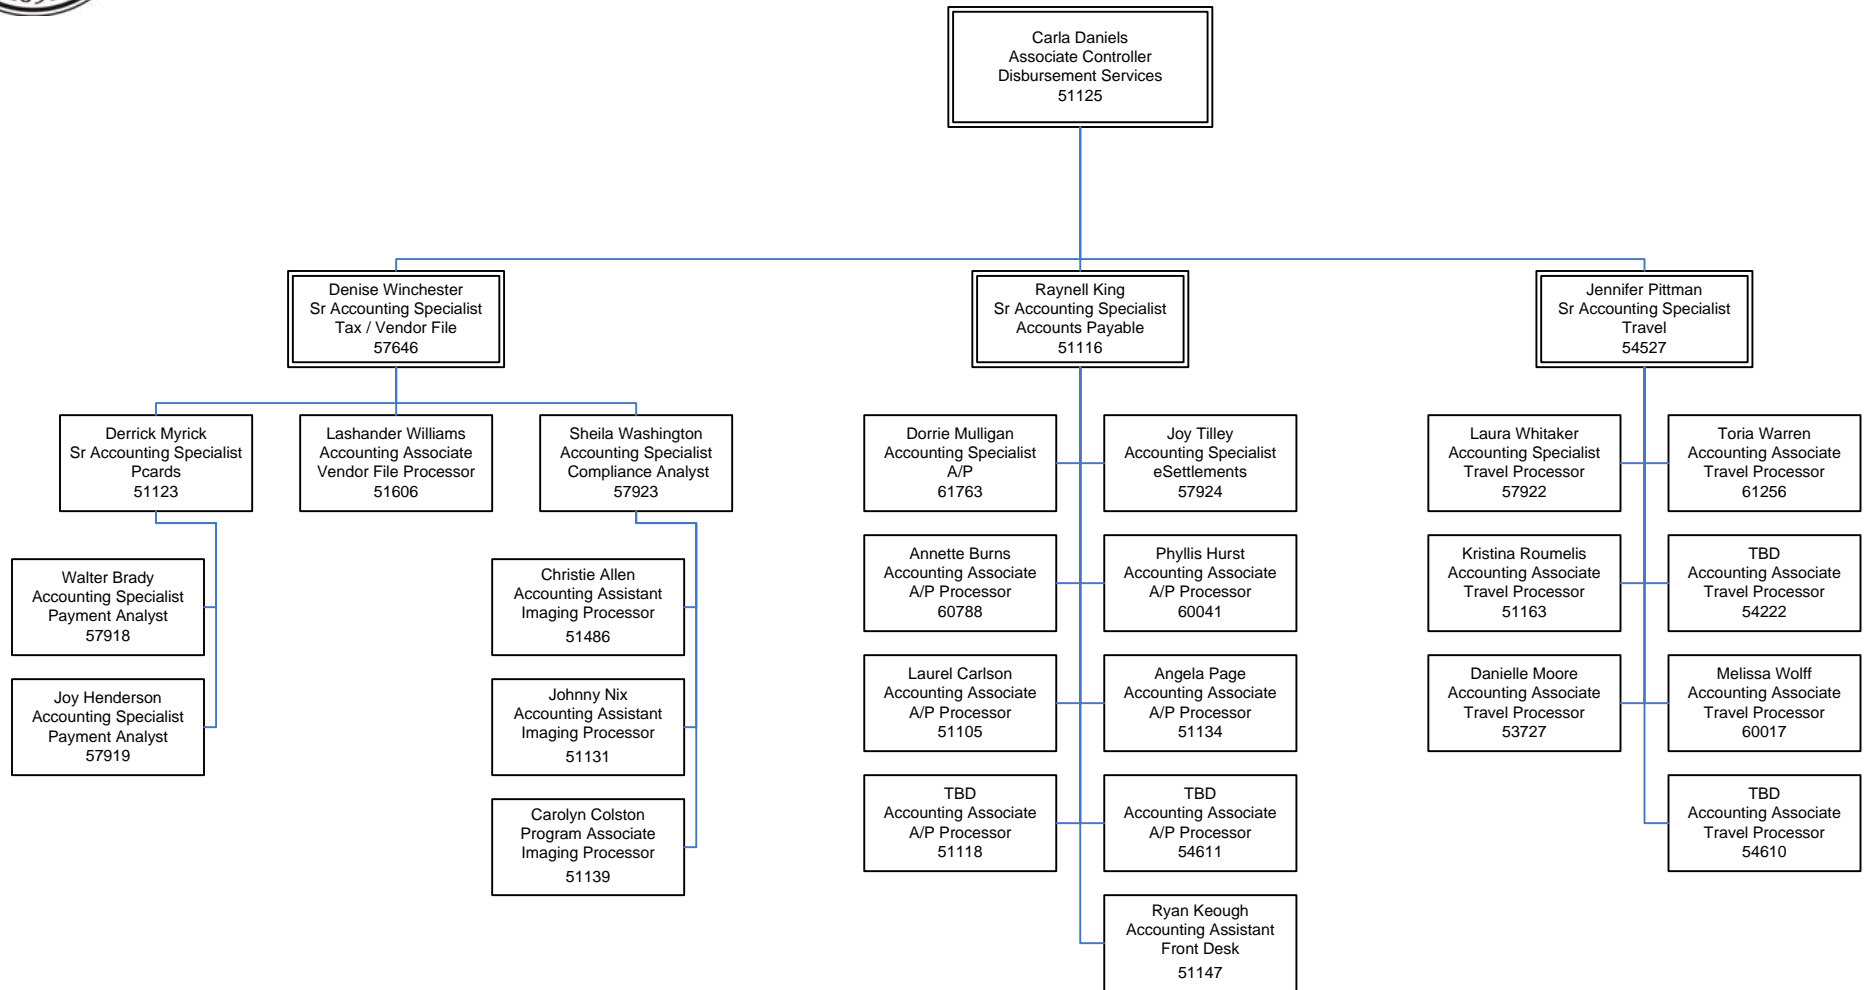 Carla Daniels
Associate Controller
Disbursement Services
51125
Denise Winchester
Sr Accounting Specialist
Tax / Vendor File
57646
Raynell King
Sr Accounting Specialist
Accounts Payable
51116
Jennifer Pittman
Sr Accounting Specialist
Travel
54527
Derrick Myrick
Sr Accounting Specialist
Pcards
51123
Lashander Williams
Accounting Associate
Vendor File Processor
51606
Sheila Washington
Accounting Specialist
Compliance Analyst
57923
Walter Brady
Accounting Specialist
Payment Analyst
57918
Joy Henderson
Accounting Specialist
Payment Analyst
57919
Christie Allen
Accounting Assistant
Imaging Processor
51486
Johnny Nix
Accounting Assistant
Imaging Processor
51131
Carolyn Colston
Program Associate
Imaging Processor
51139
Dorrie Mulligan
Accounting Specialist
A/P
61763
Joy Tilley
Accounting Specialist
eSettlements
57924
Annette Burns
Accounting Associate
A/P Processor
60788
Phyllis Hurst
Accounting Associate
A/P Processor
60041
Laurel Carlson
Accounting Associate
A/P Processor
51105
Angela Page
Accounting Associate
A/P Processor
51134
TBD
Accounting Associate
A/P Processor
51118
TBD
Accounting Associate
A/P Processor
54611
Ryan Keough
Accounting Assistant
Front Desk
51147
Laura Whitaker
Accounting Specialist
Travel Processor
57922
Toria Warren
Accounting Associate
Travel Processor
61256
Kristina Roumelis
Accounting Associate
Travel Processor
51163
TBD
Accounting Associate
Travel Processor
54222
Danielle Moore
Accounting Associate
Travel Processor
53727
Melissa Wolff
Accounting Associate
Travel Processor
60017
TBD
Accounting Associate
Travel Processor
54610